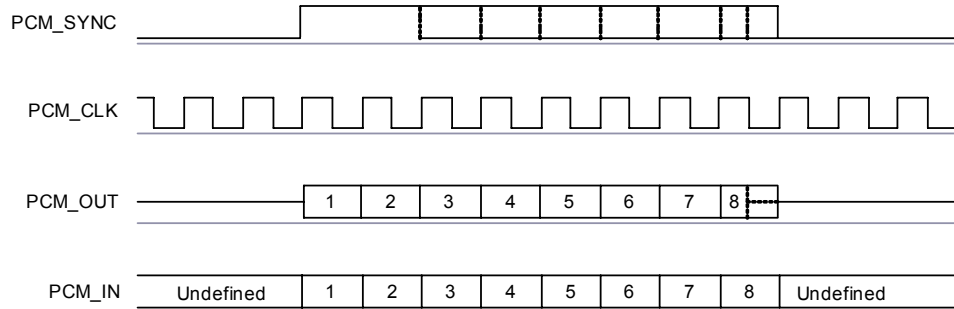 PCM_SYNC
PCM_CLK
PCM_OUT 1 2 3 4 5 6 7 8
PCM_IN Undefined 1 2 3 4 5 6 7 8 Undefined